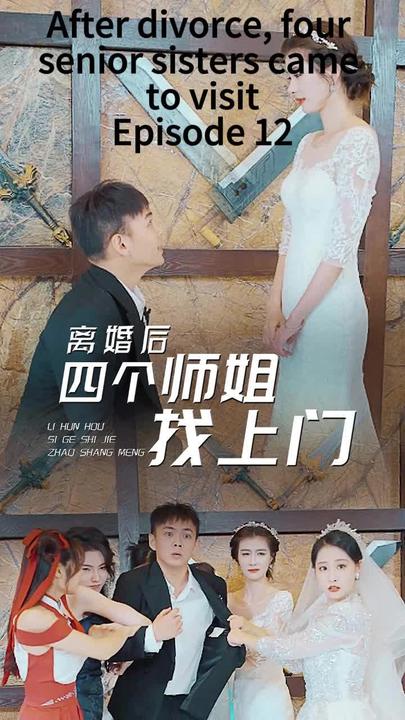 After divorce, four
senior sisters came
to visit
Episode 12
离婚后
四个师姐
LI HUN HOU
SI GE SHI JIE
ZHAO SHANG MENG
找上门